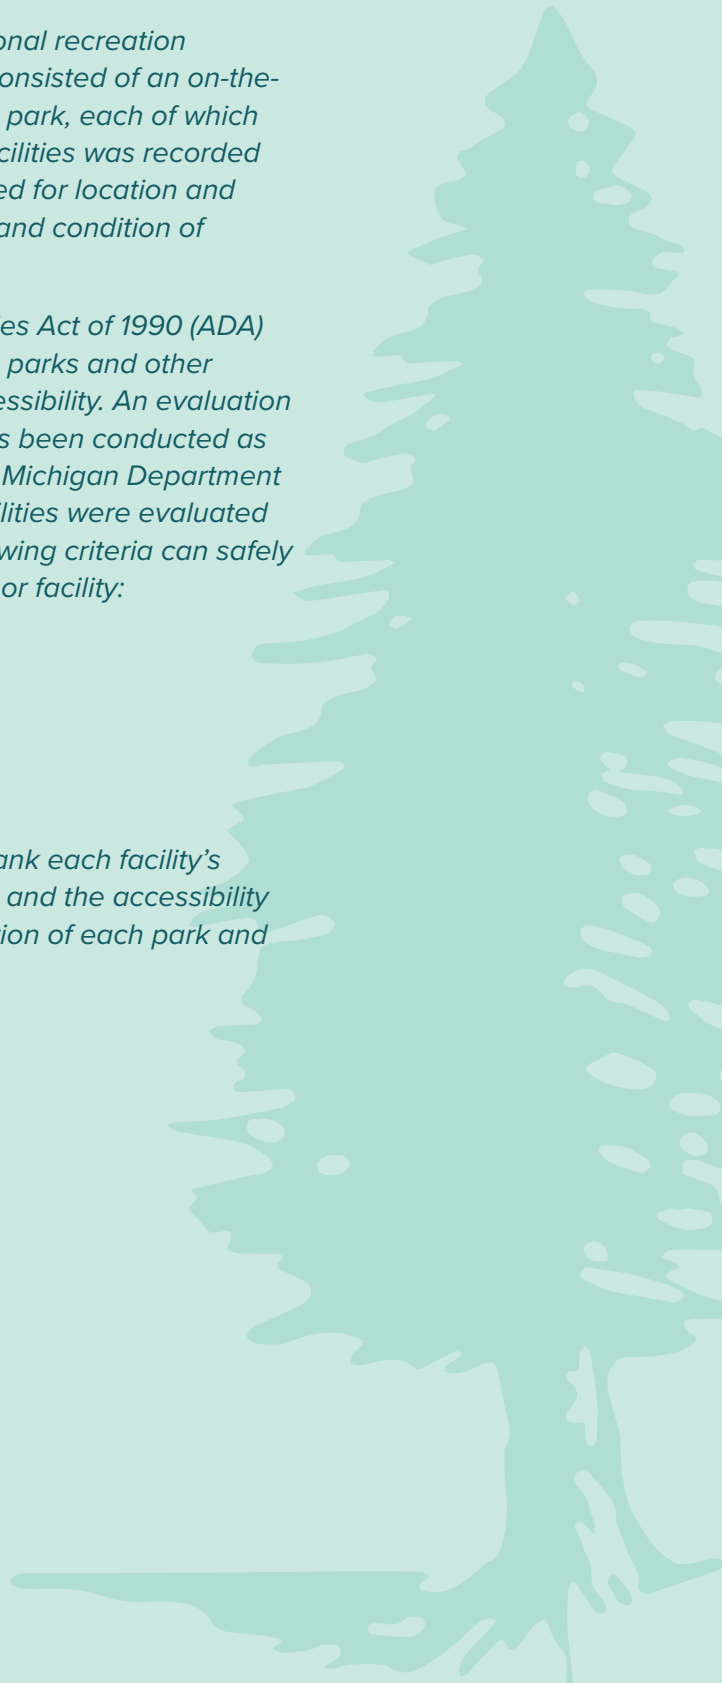 onal recreation
onsisted of an on-the-
park, each of which
cilities was recorded
ed for location and
and condition of
es Act of 1990 (ADA)
parks and other
essibility. An evaluation
s been conducted as
Michigan Department
ilities were evaluated
wing criteria can safely
or facility:
ank each facility’s
and the accessibility
ion of each park and